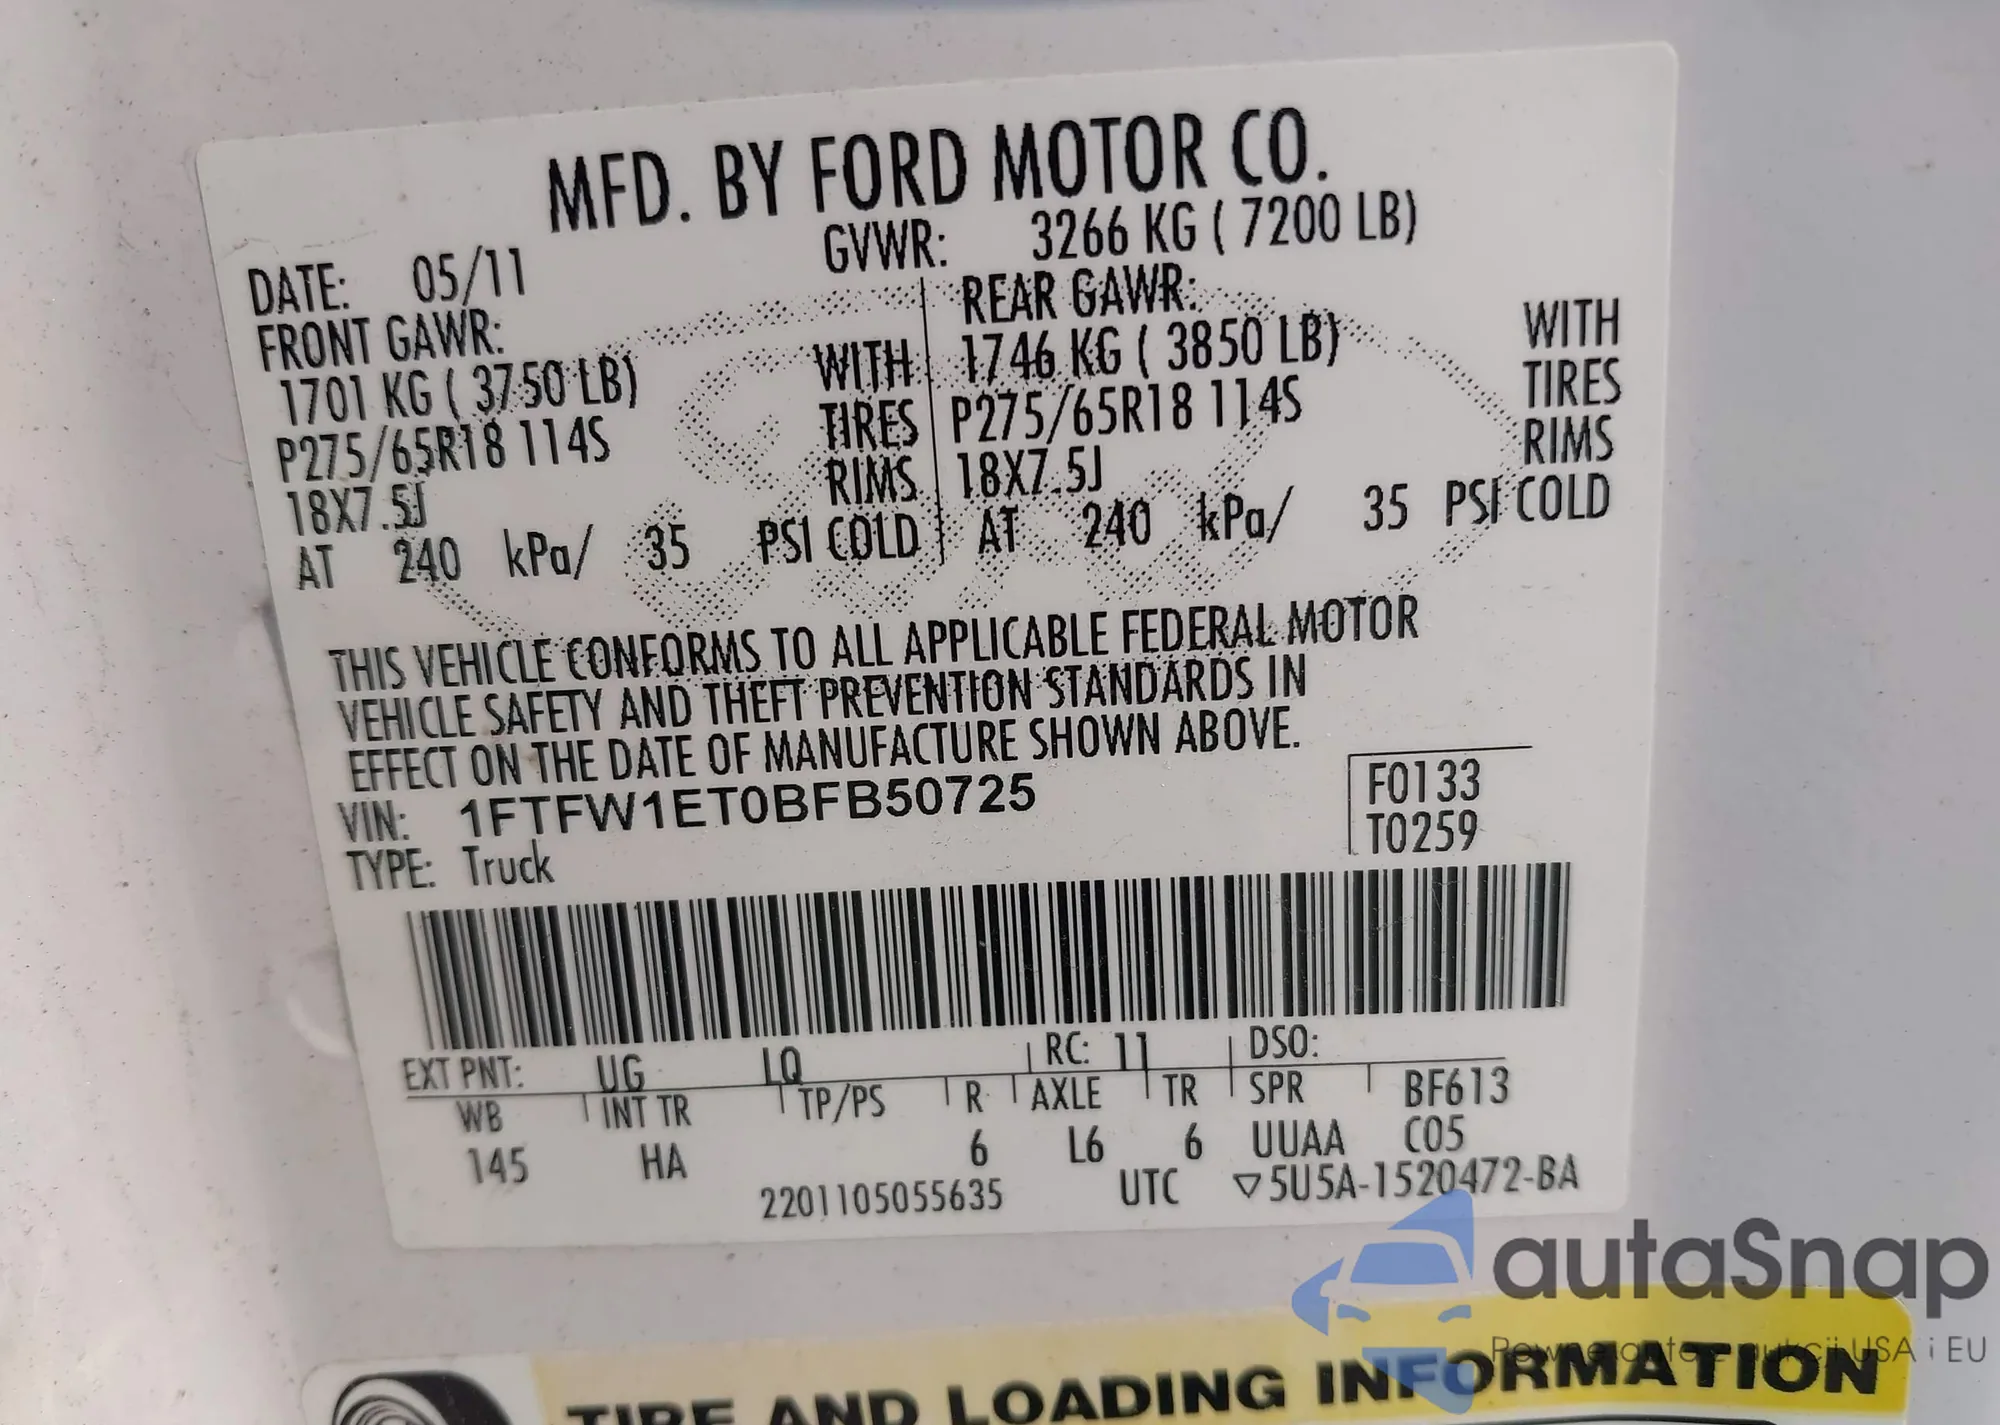 MFD. BY FORD MOTOR CO.
DATE: 05/11 GVWR: 3266 KG ( 7200 LB)
FRONT GAWR: REAR GAWR:
1701 KG ( 3750 LB) WITH 1746 KG ( 3850 LB) WITH
P275/65R18 114S TIRES P275/65R18 114S TIRES
18X7.5J RIMS 18X7.5J RIMS
AT 240 kPa/ 35 PSI COLD AT 240 kPa/ 35 PSI COLD
THIS VEHICLE CONFORMS TO ALL APPLICABLE FEDERAL MOTOR
VEHICLE SAFETY AND THEFT PREVENTION STANDARDS IN
EFFECT ON THE DATE OF MANUFACTURE SHOWN ABOVE.
VIN: 1FTFW1ET0BFB50725 F0133
TYPE: Truck T0259
EXT PNT: UG LQ RC: 11 DSO:
WB INT TR TP/PS R AXLE TR SPR BF613
145 HA 6 L6 6 UUAA C05
2201105055635 UTC ▽5U5A-1520472-BA
autaSnap
Pewne auta z aukcji USA i EU
TIRE AND LOADING INFORMATION